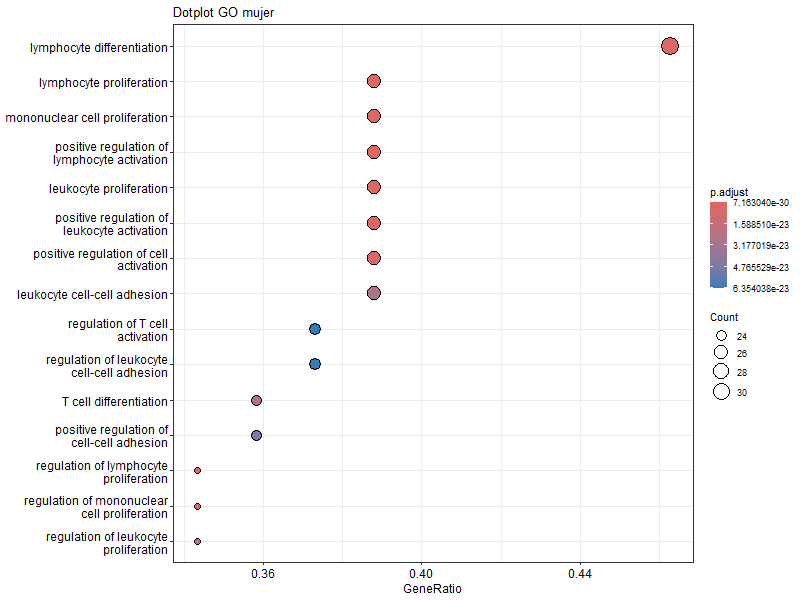 Dotplot GO mujer
lymphocyte differentiation
lymphocyte proliferation
mononuclear cell proliferation
positive regulation of
lymphocyte activation
leukocyte proliferation
positive regulation of
leukocyte activation
positive regulation of cell
activation
leukocyte cell-cell adhesion
regulation of T cell
activation
regulation of leukocyte
cell-cell adhesion
T cell differentiation
positive regulation of
cell-cell adhesion
regulation of lymphocyte
proliferation
regulation of mononuclear
cell proliferation
regulation of leukocyte
proliferation
0.36 0.40 0.44
GeneRatio
p.adjust
7.163040e-30
1.588510e-23
3.177019e-23
4.765529e-23
6.354038e-23
Count
24
26
28
30